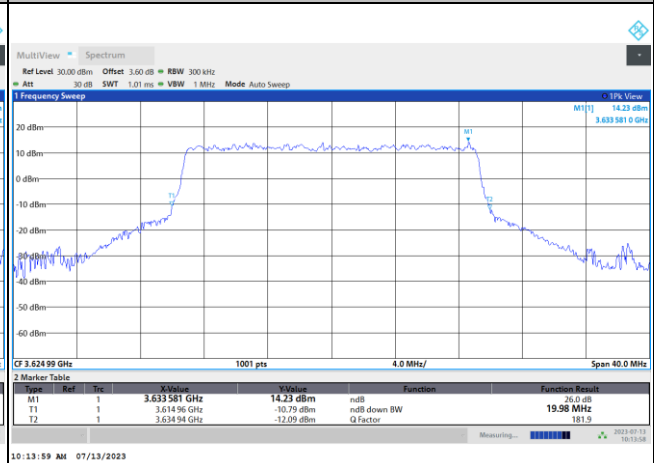 MultiView Spectrum
Ref Level 30.00 dBm Offset 3.60 dB RBW 300 kHz
Att 30 dB SWT 1.01 ms VBW 1 MHz Mode Auto Sweep
1 Frequency Sweep 1Pk View
M1[1] 14.23 dBm
3.633 581 0 GHz
20 dBm
M1
10 dBm
0 dBm
T1 T2
-10 dBm
-20 dBm
-30 dBm
-40 dBm
-50 dBm
-60 dBm
CF 3.624 99 GHz 1001 pts 4.0 MHz/ Span 40.0 MHz
2 Marker Table
Type Ref Trc X-Value Y-Value Function Function Result
M1 1 3.633 581 GHz 14.23 dBm ndB 26.0 dB
T1 1 3.614 96 GHz -10.79 dBm ndB down BW 19.98 MHz
T2 1 3.634 94 GHz -12.09 dBm Q Factor 181.9
Measuring... 2023-07-13
10:13:58
10:13:59 AM 07/13/2023